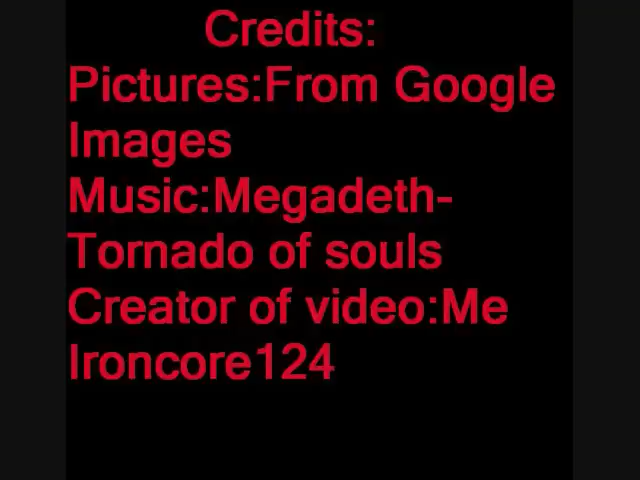 Credits:
Pictures:From Google
Images
Music:Megadeth-
Tornado of souls
Creator of video:Me
Ironcore124